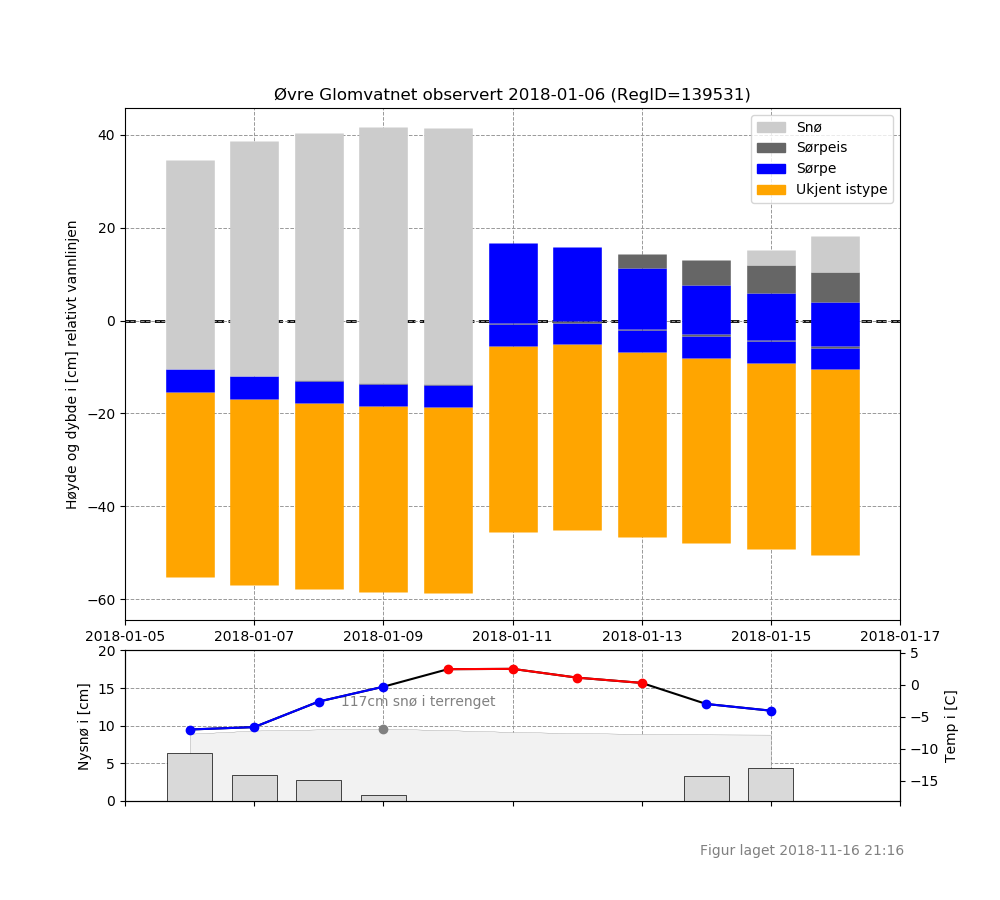 Øvre Glomvatnet observert 2018-01-06 (RegID=139531)
Høyde og dybde i [cm] relativt vannlinjen
40
20
0
−20
−40
−60
Snø
Sørpeis
Sørpe
Ukjent istype
2018-01-05 2018-01-07 2018-01-09 2018-01-11 2018-01-13 2018-01-15 2018-01-17
Nysnø i [cm]
20
15
10
5
0
117cm snø i terrenget
5
0
−5
−10
−15
Temp i [C]
Figur laget 2018-11-16 21:16